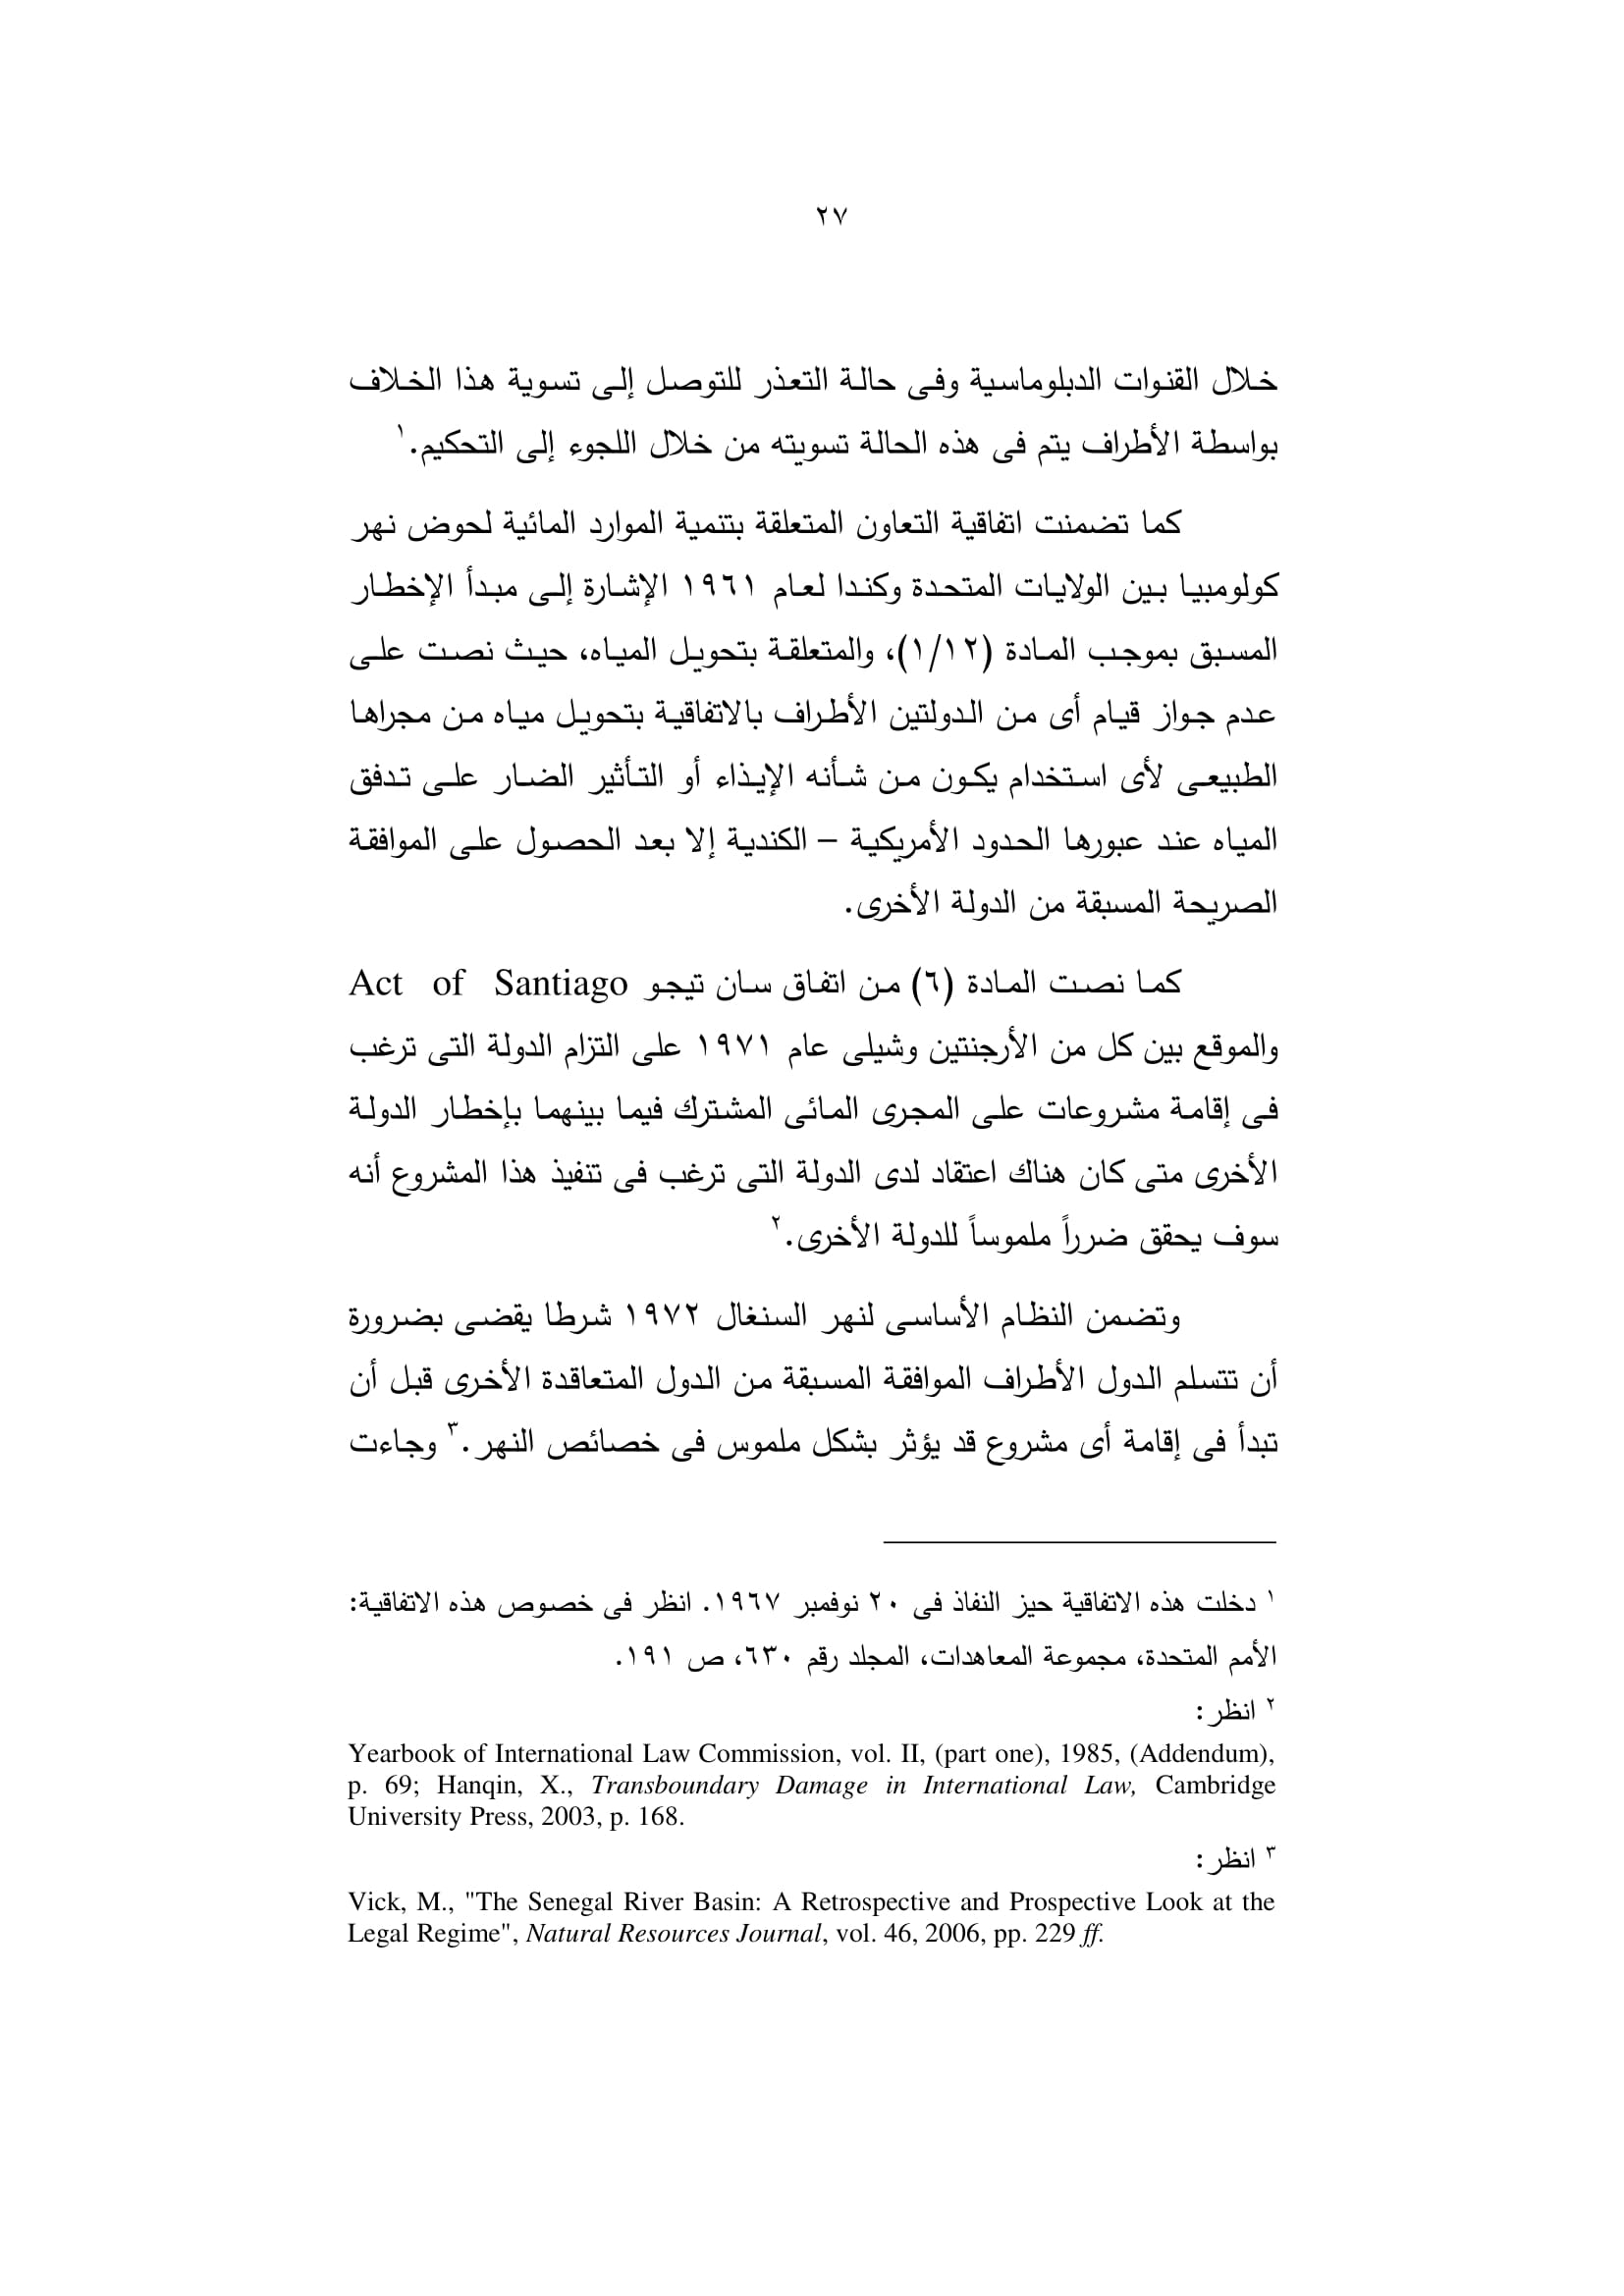 ٢٧
خلال القنوات الدبلوماسية وفى حالة التعذر للتوصل إلى تسوية هذا الخلاف
بواسطة الأطراف يتم فى هذه الحالة تسويته من خلال اللجوء إلى التحكيم.١
كما تضمنت اتفاقية التعاون المتعلقة بتنمية الموارد المائية لحوض نهر
كولومبيا بين الولايات المتحدة وكندا لعام ١٩٦١ الإشارة إلى مبدأ الإخطار
المسبق بموجب المادة (١/١٢)، والمتعلقة بتحويل المياه، حيث نصت على
عدم جواز قيام أى من الدولتين الأطراف بالاتفاقية بتحويل مياه من مجراها
الطبيعى لأى استخدام يكون من شأنه الإيذاء أو التأثير الضار على تدفق
المياه عند عبورها الحدود الأمريكية – الكندية إلا بعد الحصول على الموافقة
الصريحة المسبقة من الدولة الأخرى.
كما نصت المادة (٦) من اتفاق سان تيجو Act of Santiago
والموقع بين كل من الأرجنتين وشيلى عام ١٩٧١ على التزام الدولة التى ترغب
فى إقامة مشروعات على المجرى المائى المشترك فيما بينهما بإخطار الدولة
الأخرى متى كان هناك اعتقاد لدى الدولة التى ترغب فى تنفيذ هذا المشروع أنه
سوف يحقق ضرراً ملموساً للدولة الأخرى.٢
وتضمن النظام الأساسى لنهر السنغال ١٩٧٢ شرطا يقضى بضرورة
أن تتسلم الدول الأطراف الموافقة المسبقة من الدول المتعاقدة الأخرى قبل أن
تبدأ فى إقامة أى مشروع قد يؤثر بشكل ملموس فى خصائص النهر.٣ وجاءت
١ دخلت هذه الاتفاقية حيز النفاذ فى ٢٠ نوفمبر ١٩٦٧. انظر فى خصوص هذه الاتفاقية:
الأمم المتحدة، مجموعة المعاهدات، المجلد رقم ٦٣٠، ص ١٩١.
٢ انظر:
Yearbook of International Law Commission, vol. II, (part one), 1985, (Addendum),
p. 69; Hanqin, X., Transboundary Damage in International Law, Cambridge
University Press, 2003, p. 168.
٣ انظر:
Vick, M., "The Senegal River Basin: A Retrospective and Prospective Look at the
Legal Regime", Natural Resources Journal, vol. 46, 2006, pp. 229 ff.